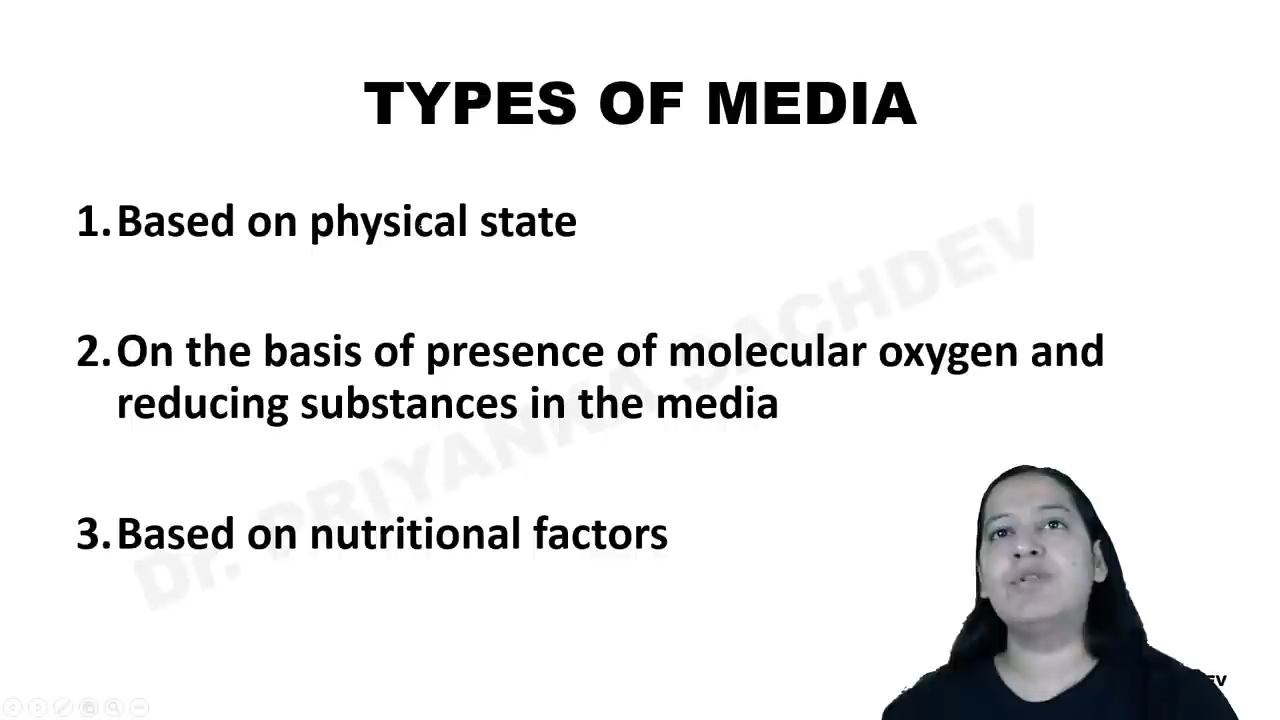 TYPES OF MEDIA
1. Based on physical state
2. On the basis of presence of molecular oxygen and
reducing substances in the media
3. Based on nutritional factors
Dr. PRIYANKA SACHDEV
EV